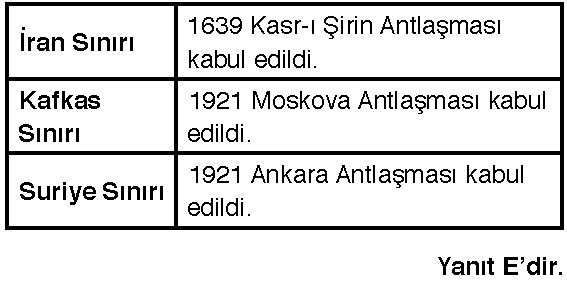 İran Sınırı
1639 Kasr-ı Şirin Antlaşması
kabul edildi.
Kafkas
Sınırı
1921 Moskova Antlaşması kabul
edildi.
Suriye Sınırı
1921 Ankara Antlaşması kabul
edildi.
Yanıt E’dir.